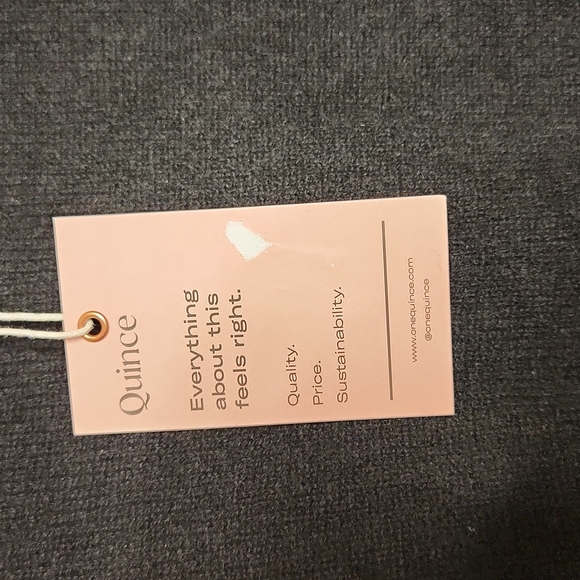 Quince
Everything
about this
feels right.
Quality.
Price.
Sustainability.
www.onequince.com
@onequince